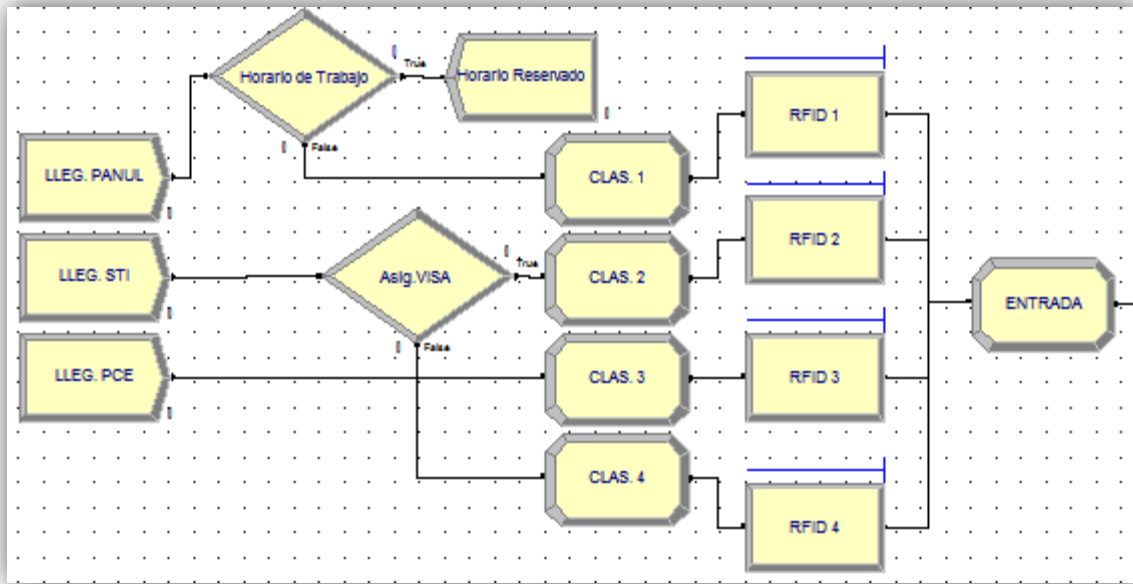 Horario de Trabajo
True
False
Horario Reservado
LLEG. PANUL
CLAS. 1
RFID 1
LLEG. STI
Asig.VISA
True
False
CLAS. 2
RFID 2
ENTRADA
LLEG. PCE
CLAS. 3
RFID 3
CLAS. 4
RFID 4